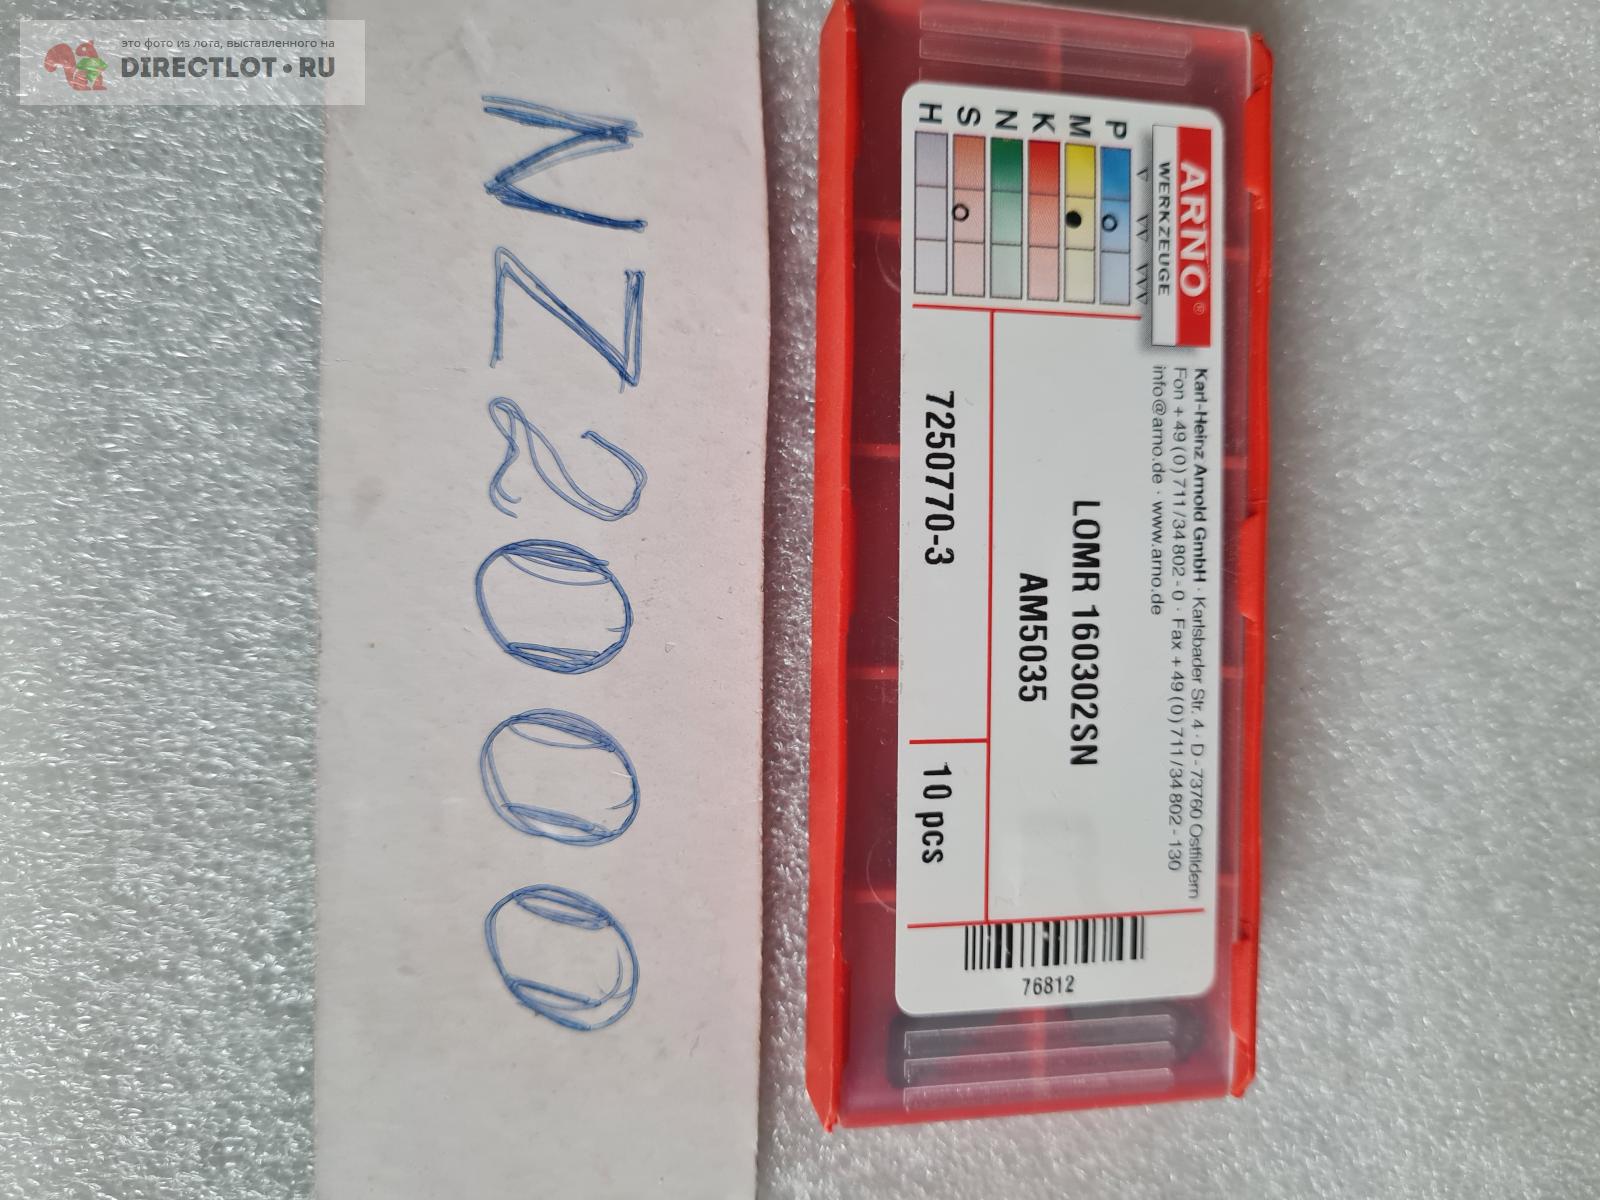 это фото из лота, выставленного на
DIRECTLOT.RU
ARNO®
WERKZEUGE
Karl-Heinz Arnold GmbH · Karlsbader Str. 4 · D - 73760 Ostfildern
Fon + 49 (0) 711 / 34 802 - 0 · Fax + 49 (0) 711 / 34 802 - 130
info@arno.de · www.arno.de
P
M
K
N
S
H
LOMR 160302SN
AM5035
7250770-3
10 pcs
76812
NZ2000